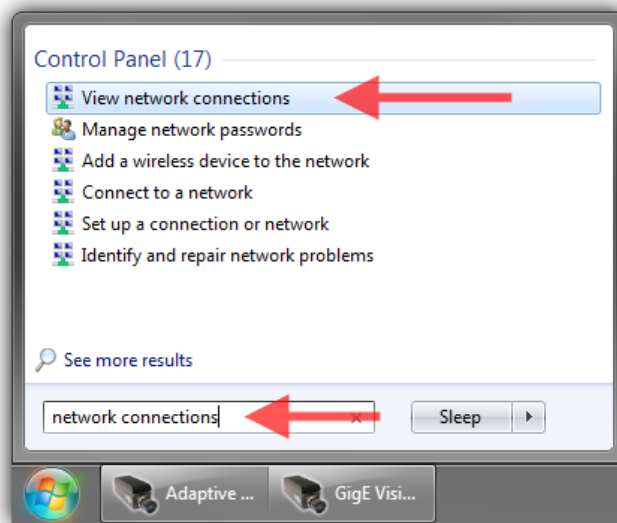 Control Panel (17)
View network connections
Manage network passwords
Add a wireless device to the network
Connect to a network
Set up a connection or network
Identify and repair network problems
See more results
network connections
Sleep
Adaptive ...
GigE Visi...